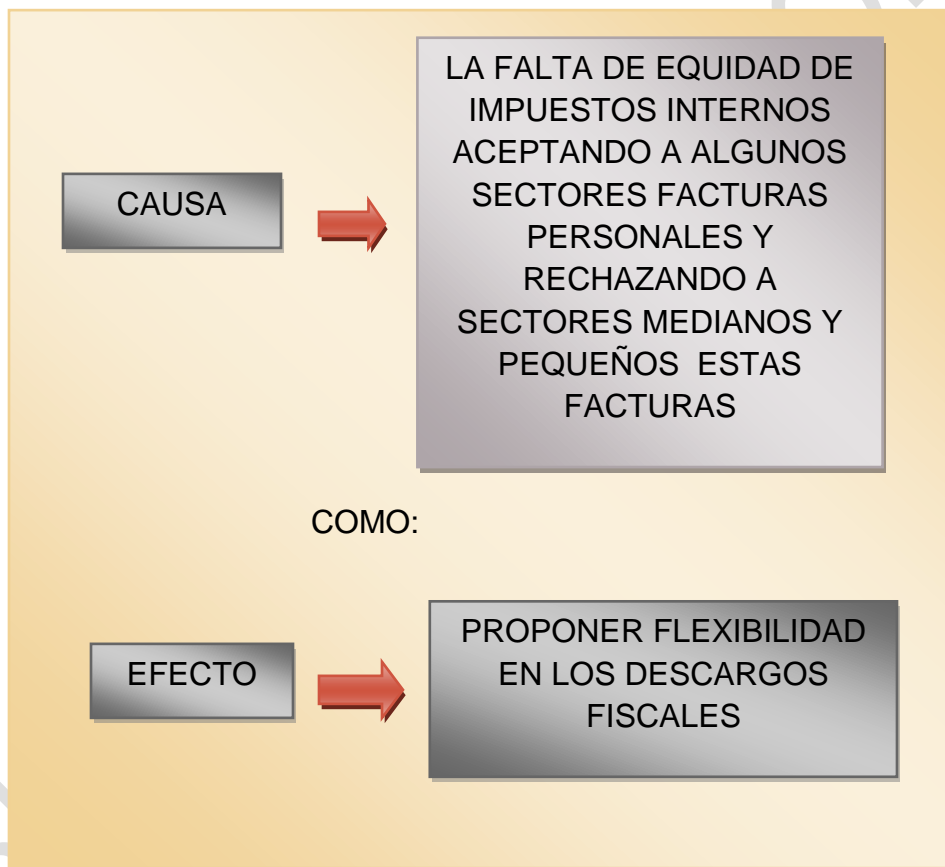 CAUSA
LA FALTA DE EQUIDAD DE
IMPUESTOS INTERNOS
ACEPTANDO A ALGUNOS
SECTORES FACTURAS
PERSONALES Y
RECHAZANDO A
SECTORES MEDIANOS Y
PEQUEÑOS ESTAS
FACTURAS
COMO:
EFECTO
PROPONER FLEXIBILIDAD
EN LOS DESCARGOS
FISCALES